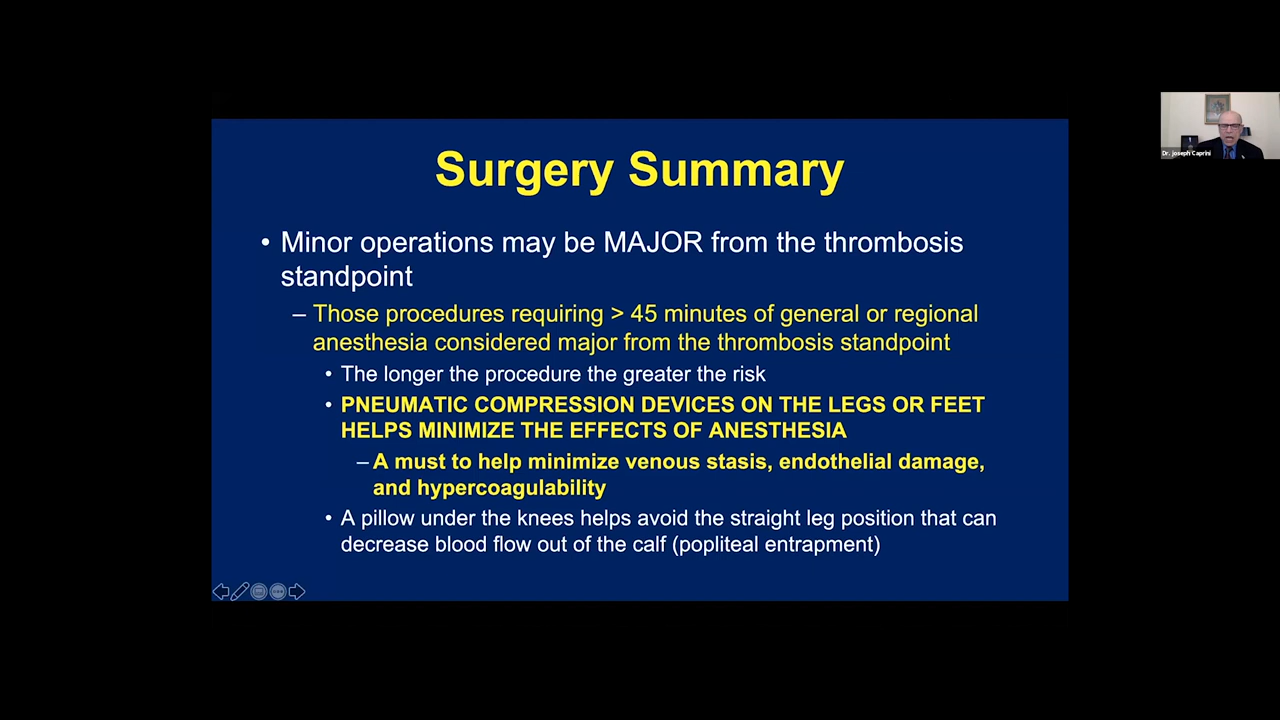 Surgery Summary
• Minor operations may be MAJOR from the thrombosis
standpoint
– Those procedures requiring > 45 minutes of general or regional
anesthesia considered major from the thrombosis standpoint
• The longer the procedure the greater the risk
• PNEUMATIC COMPRESSION DEVICES ON THE LEGS OR FEET
HELPS MINIMIZE THE EFFECTS OF ANESTHESIA
– A must to help minimize venous stasis, endothelial damage,
and hypercoagulability
• A pillow under the knees helps avoid the straight leg position that can
decrease blood flow out of the calf (popliteal entrapment)
Dr. joseph Caprini